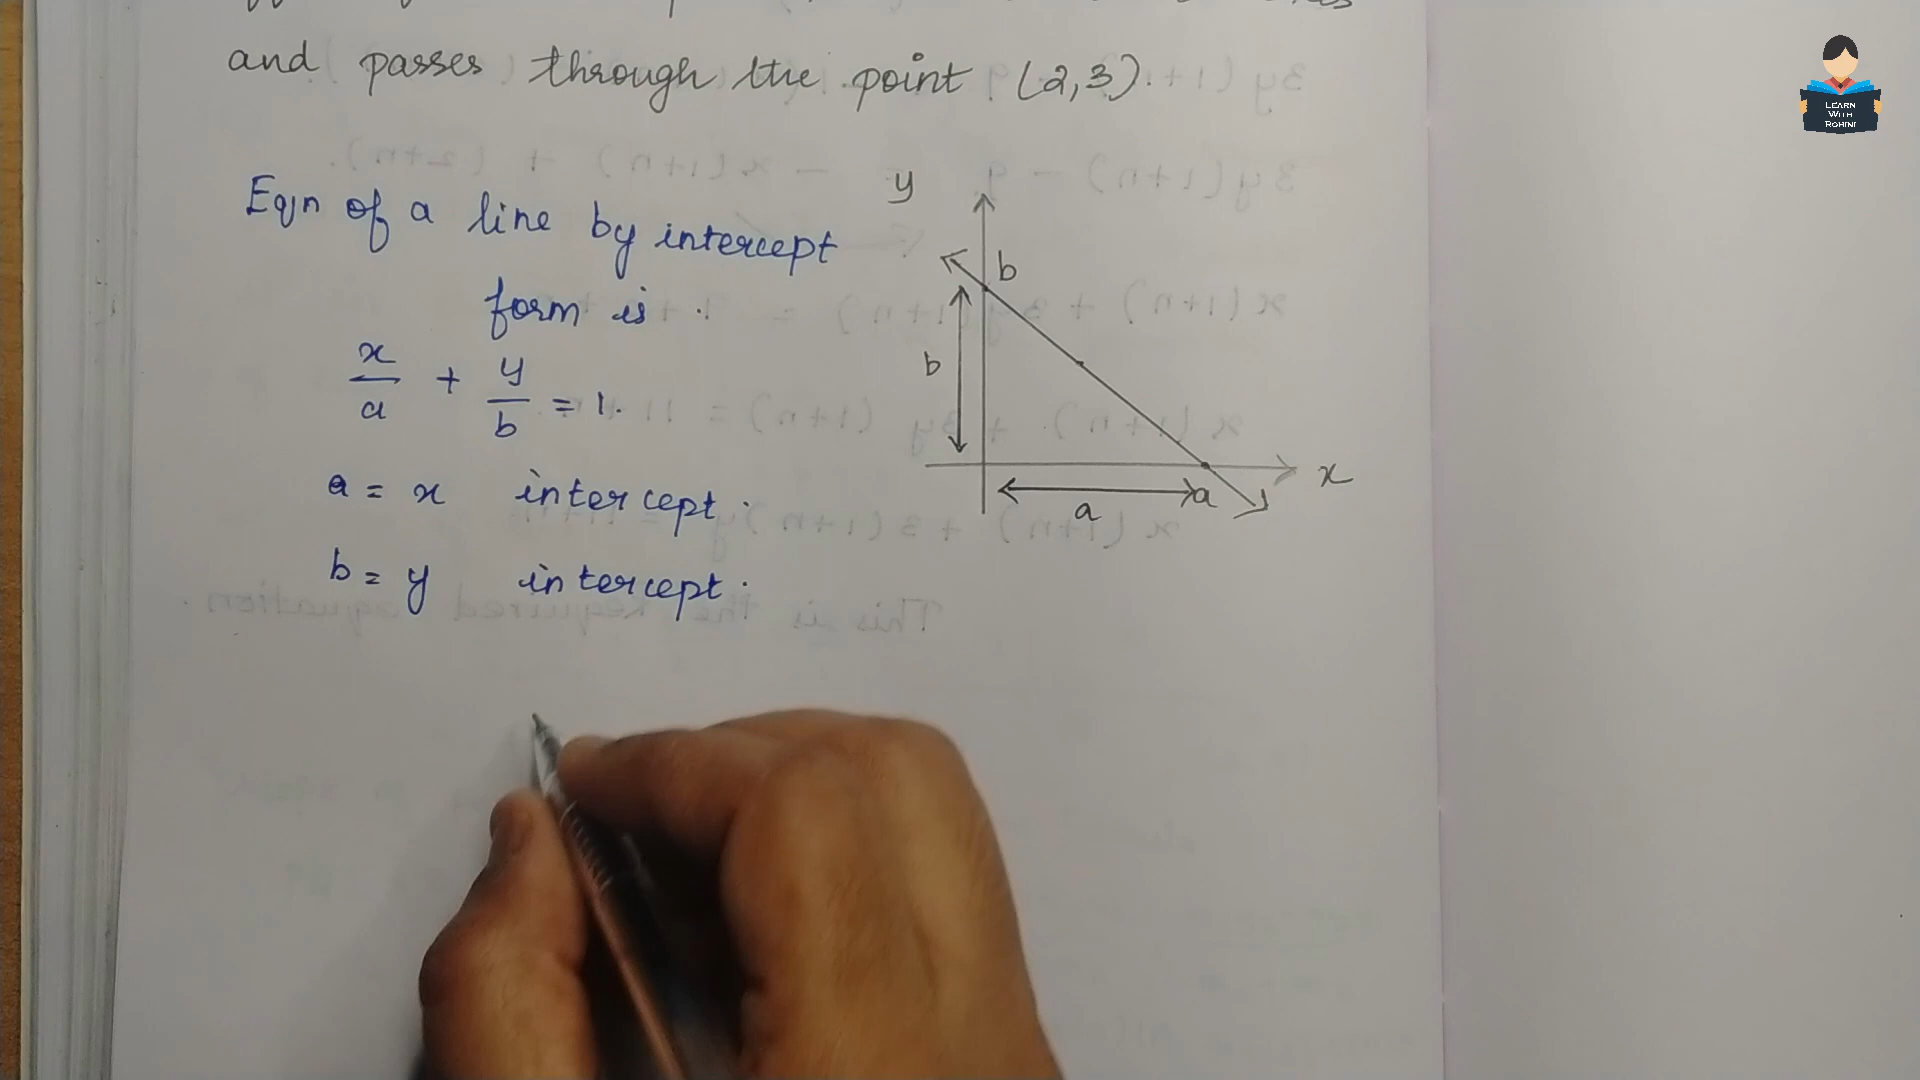 and passes through the point (2,3).
Eqn of a line by intercept
form is.
x/a + y/b = 1.
a = x intercept.
b = y intercept.
y
b
b
x
a
a
LEARN
WITH
ROHINI